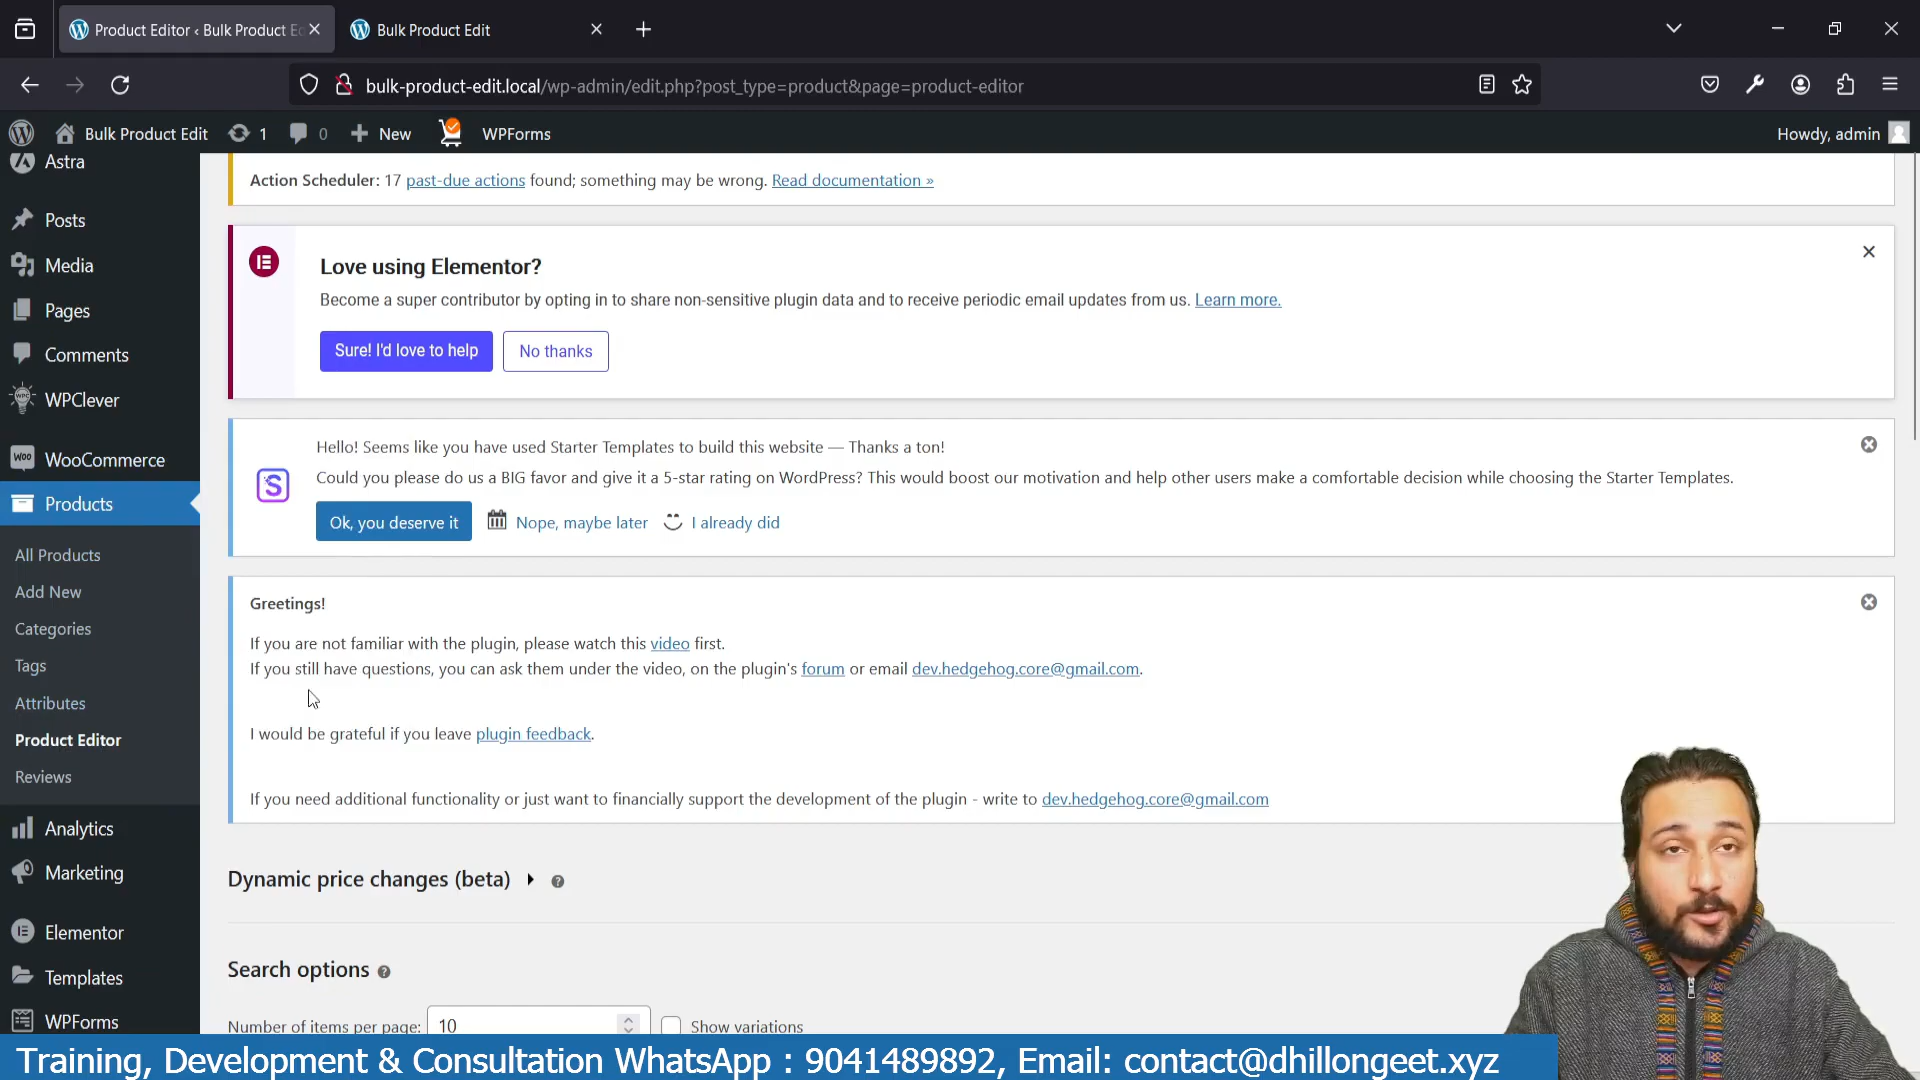 Product Editor ‹ Bulk Product Ed
Bulk Product Edit
bulk-product-edit.local/wp-admin/edit.php?post_type=product&page=product-editor
Bulk Product Edit
1
0
New
WPForms
Howdy, admin
Astra
Posts
Media
Pages
Comments
WPClever
WooCommerce
Products
All Products
Add New
Categories
Tags
Attributes
Product Editor
Reviews
Analytics
Marketing
Elementor
Templates
WPForms
Action Scheduler: 17 past-due actions found; something may be wrong. Read documentation »
Love using Elementor?
Become a super contributor by opting in to share non-sensitive plugin data and to receive periodic email updates from us. Learn more.
Sure! I'd love to help
No thanks
Hello! Seems like you have used Starter Templates to build this website — Thanks a ton!
Could you please do us a BIG favor and give it a 5-star rating on WordPress? This would boost our motivation and help other users make a comfortable decision while choosing the Starter Templates.
Ok, you deserve it
Nope, maybe later
I already did
Greetings!
If you are not familiar with the plugin, please watch this video first.
If you still have questions, you can ask them under the video, on the plugin's forum or email dev.hedgehog.core@gmail.com.
I would be grateful if you leave plugin feedback.
If you need additional functionality or just want to financially support the development of the plugin - write to dev.hedgehog.core@gmail.com
Dynamic price changes (beta)
Search options
Number of items per page: 10
Show variations
Training, Development & Consultation WhatsApp : 9041489892, Email: contact@dhillongeet.xyz